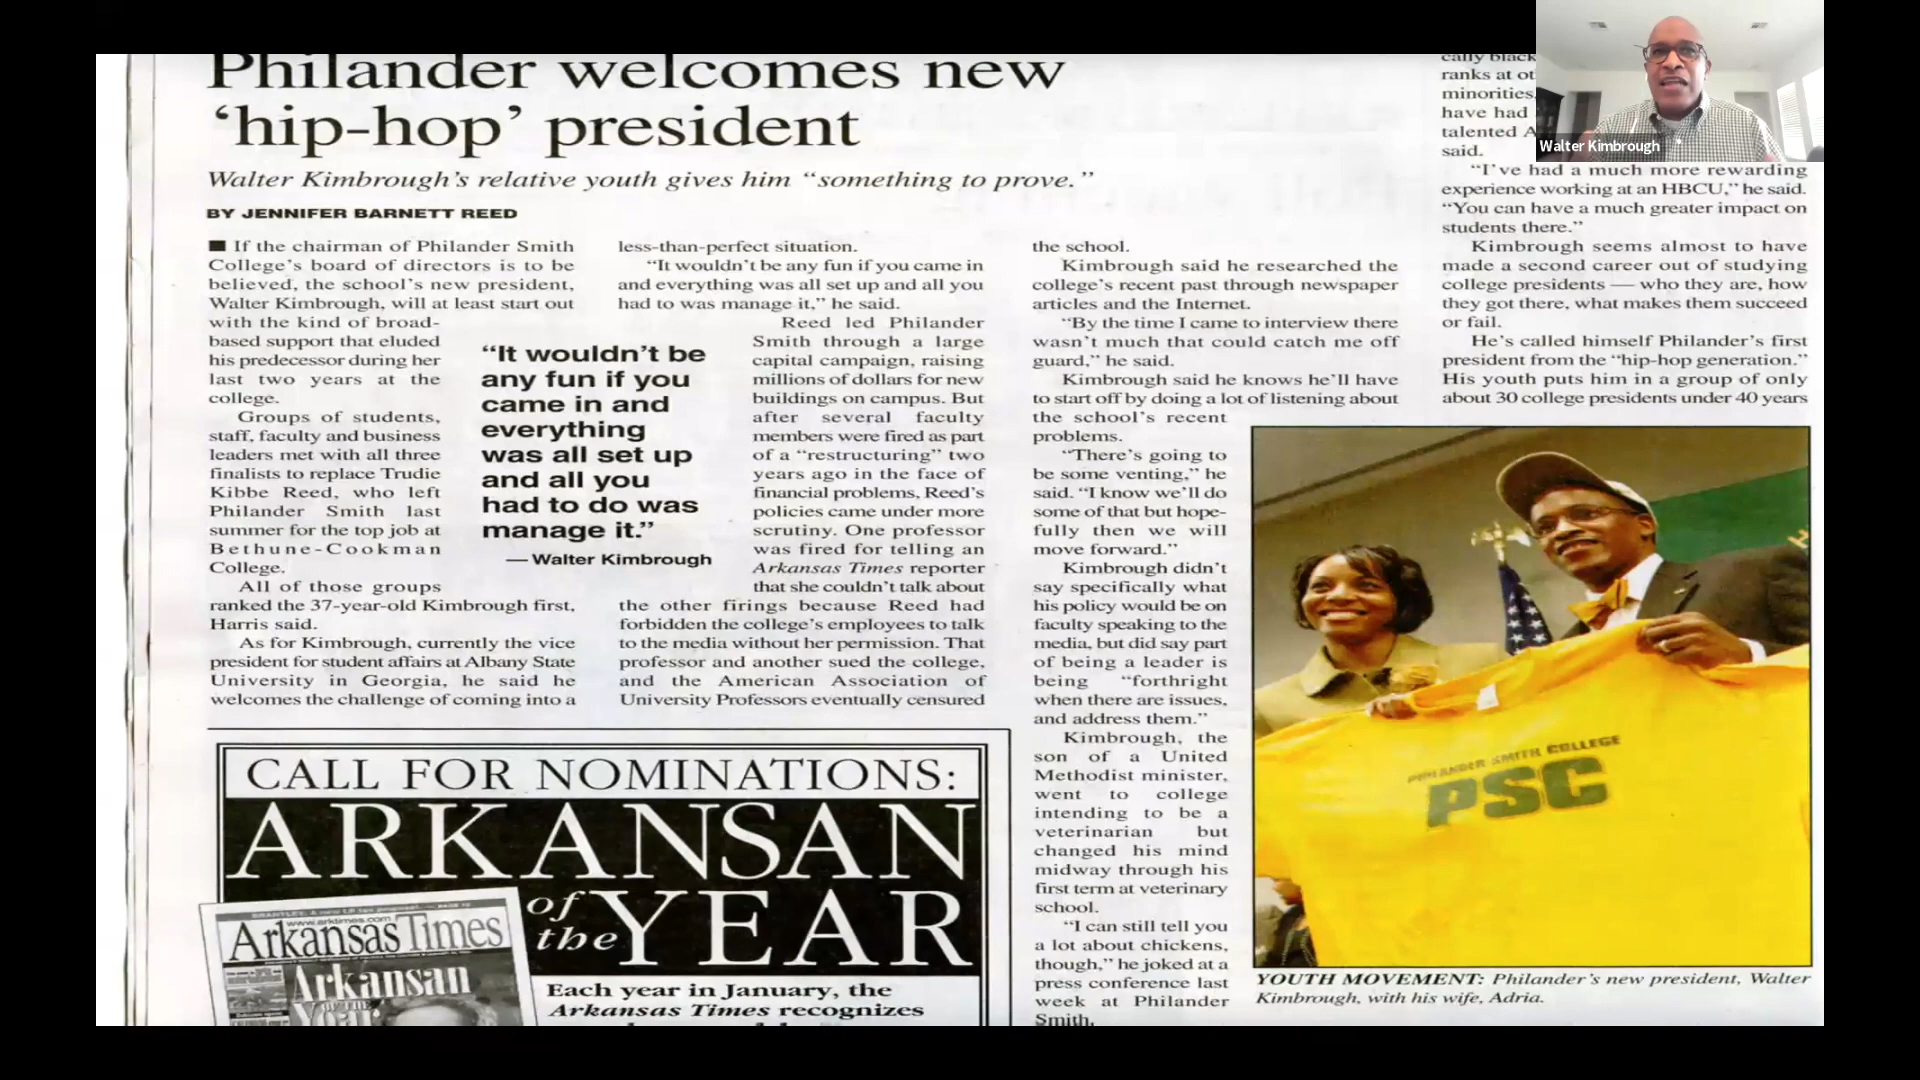 Philander welcomes new
‘hip-hop’ president
Walter Kimbrough’s relative youth gives him “something to prove.”
BY JENNIFER BARNETT REED
■ If the chairman of Philander Smith
College’s board of directors is to be
believed, the school’s new president,
Walter Kimbrough, will at least start out
with the kind of broad-
based support that eluded
his predecessor during her
last two years at the
college.
Groups of students,
staff, faculty and business
leaders met with all three
finalists to replace Trudie
Kibbe Reed, who left
Philander Smith last
summer for the top job at
Bethune-Cookman
College.
All of those groups
ranked the 37-year-old Kimbrough first,
Harris said.
As for Kimbrough, currently the vice
president for student affairs at Albany State
University in Georgia, he said he
welcomes the challenge of coming into a
“It wouldn’t be
any fun if you
came in and
everything
was all set up
and all you
had to do was
manage it.”
— Walter Kimbrough
less-than-perfect situation.
“It wouldn’t be any fun if you came in
and everything was all set up and all you
had to was manage it,” he said.
Reed led Philander
Smith through a large
capital campaign, raising
millions of dollars for new
buildings on campus. But
after several faculty
members were fired as part
of a “restructuring” two
years ago in the face of
financial problems, Reed’s
policies came under more
scrutiny. One professor
was fired for telling an
Arkansas Times reporter
that she couldn’t talk about
the other firings because Reed had
forbidden the college’s employees to talk
to the media without her permission. That
professor and another sued the college,
and the American Association of
University Professors eventually censured
the school.
Kimbrough said he researched the
college’s recent past through newspaper
articles and the Internet.
“By the time I came to interview there
wasn’t much that could catch me off
guard,” he said.
Kimbrough said he knows he’ll have
to start off by doing a lot of listening about
the school’s recent
problems.
“There’s going to
be some venting,” he
said. “I know we’ll do
some of that but hope-
fully then we will
move forward.”
Kimbrough didn’t
say specifically what
his policy would be on
faculty speaking to the
media, but did say part
of being a leader is
being “forthright
when there are issues,
and address them.”
Kimbrough, the
son of a United
Methodist minister,
went to college
intending to be a
veterinarian but
changed his mind
midway through his
first term at veterinary
school.
“I can still tell you
a lot about chickens,
though,” he joked at a
press conference last
week at Philander
Smith.
cally black
ranks at ot
minorities.
have had
talented A
said.
“I’ve had a much more rewarding
experience working at an HBCU,” he said.
“You can have a much greater impact on
students there.”
Kimbrough seems almost to have
made a second career out of studying
college presidents — who they are, how
they got there, what makes them succeed
or fail.
He’s called himself Philander’s first
president from the “hip-hop generation.”
His youth puts him in a group of only
about 30 college presidents under 40 years
Walter Kimbrough
PHILANDER SMITH COLLEGE
PSC
YOUTH MOVEMENT: Philander’s new president, Walter
Kimbrough, with his wife, Adria.
CALL FOR NOMINATIONS:
ARKANSAN
of the YEAR
www.arktimes.com
Arkansas Times
Arkansan
OF THE
Year
Each year in January, the
Arkansas Times recognizes